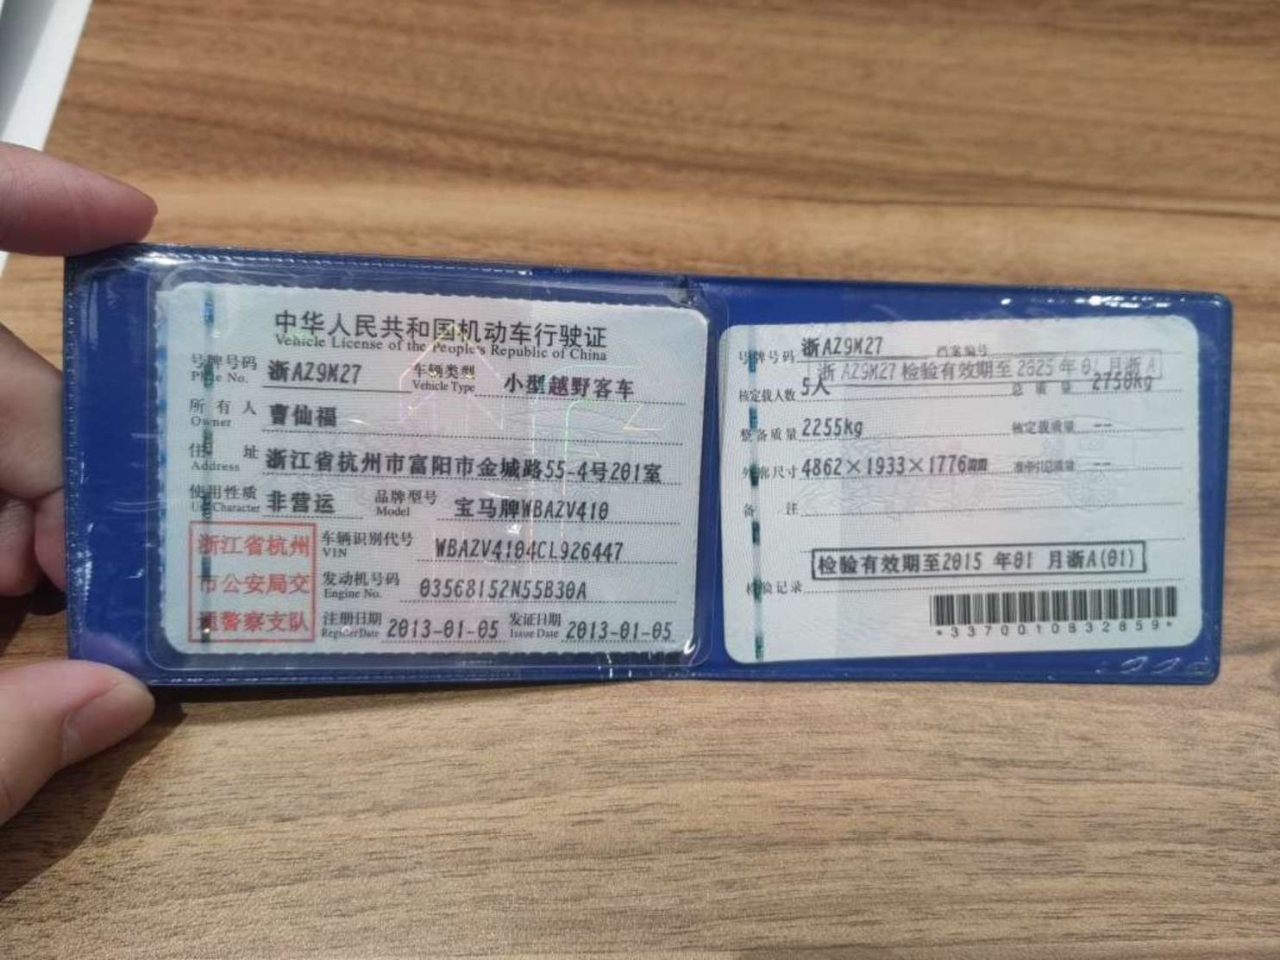 中华人民共和国机动车行驶证
Vehicle License of the People's Republic of China
号牌号码 浙AZ9M27 车辆类型 小型越野客车
Plate No. Vehicle Type
所有人 曹仙福
Owner
住址 浙江省杭州市富阳市金城路55-4号201室
Address
使用性质 非营运 品牌型号 宝马牌WBAZV410
Use Character Model
浙江省杭州
市公安局交
通警察支队
车辆识别代号 WBAZV4104CL926447
VIN
发动机号码 03568152N55B30A
Engine No.
注册日期 2013-01-05 发证日期 2013-01-05
Register Date Issue Date
号牌号码 浙AZ9M27 档案编号
浙AZ9M27 检验有效期至2025年01月浙A
核定载人数 5人 总质量 2750kg
整备质量 2255kg 核定载质量 --
外廓尺寸 4862×1933×1776mm 准牵引总质量 --
备注
检验有效期至2015年01月浙A(01)
检验记录
*3370010832859*